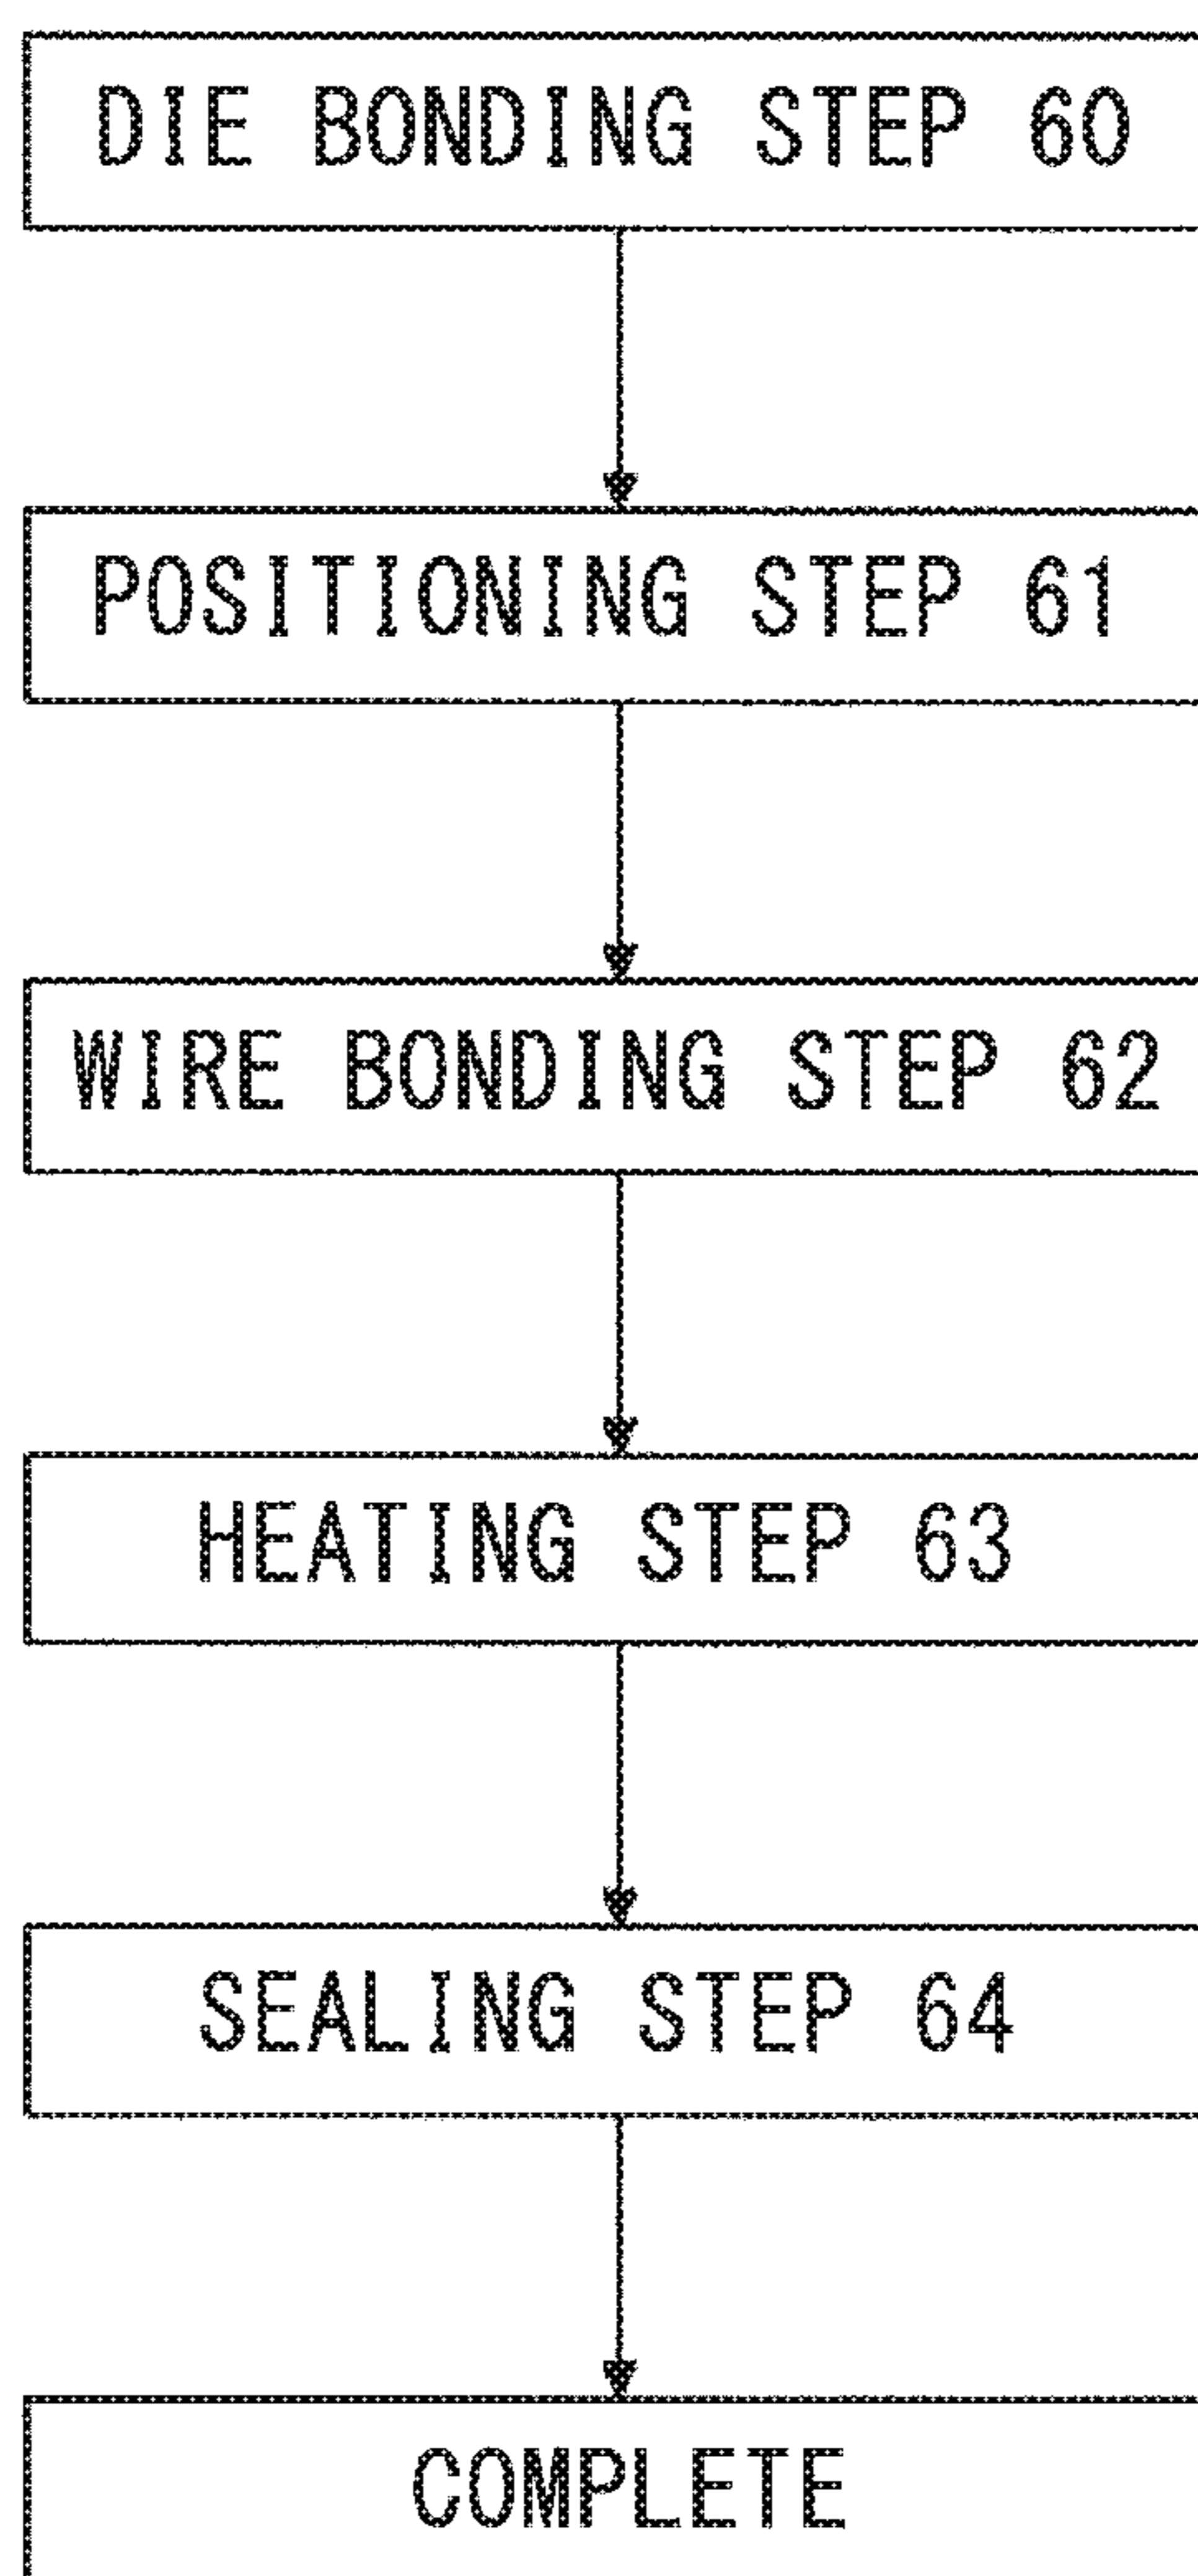 DIE BONDING STEP 60
POSITIONING STEP 61
WIRE BONDING STEP 62
HEATING STEP 63
SEALING STEP 64
COMPLETE